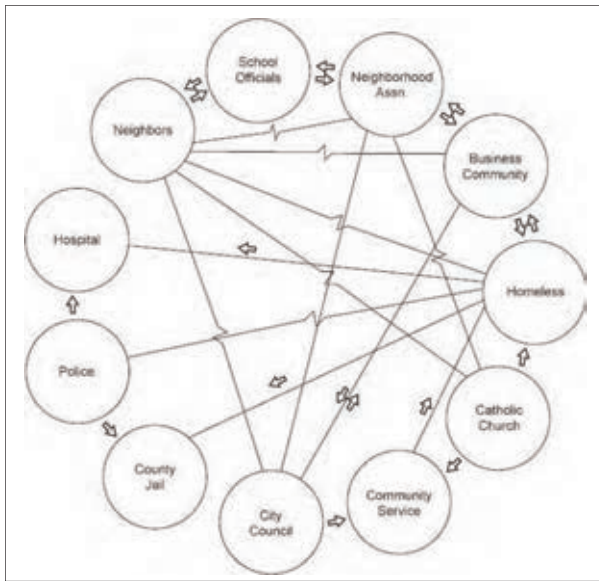 School
Officials
Neighborhood
Assn.
Neighbors
Business
Community
Hospital
Homeless
Police
Catholic
Church
County
Jail
Community
Service
City
Council